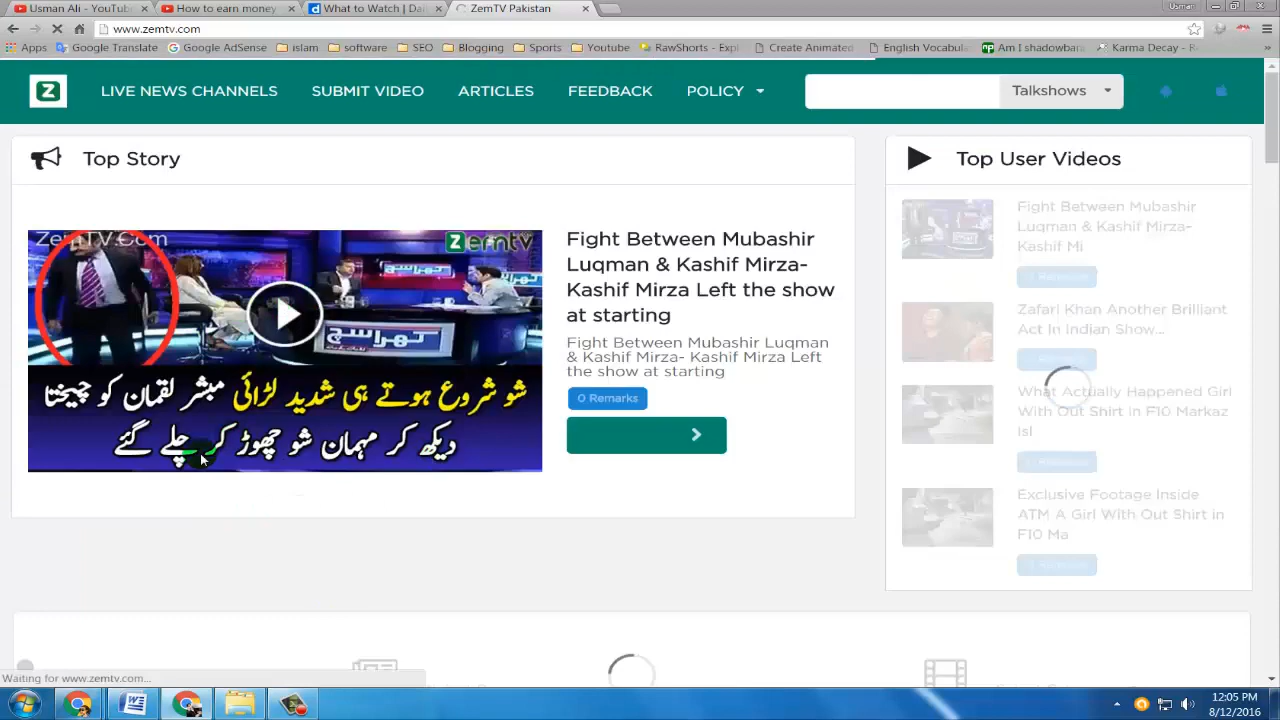 Usman Ali - YouTub
How to earn money
What to Watch | Dai
ZemTV Pakistan
Usman
www.zemtv.com
Apps
Google Translate
Google AdSense
islam
software
SEO
Blogging
Sports
Youtube
RawShorts - Expl
Create Animated
English Vocabula
Am I shadowba
Karma Decay - R
Z
LIVE NEWS CHANNELS
SUBMIT VIDEO
ARTICLES
FEEDBACK
POLICY
Talkshows
Top Story
ZemTV.Com
Zemtv
کھرا سچ
شو شروع ہوتے ہی شدید لڑائی مبشر لقمان کو چیختا
دیکھ کر مہمان شو چھوڑ کر چلے گئے
Fight Between Mubashir
Luqman & Kashif Mirza-
Kashif Mirza Left the show
at starting
Fight Between Mubashir Luqman
& Kashif Mirza- Kashif Mirza Left
the show at starting
0 Remarks
Top User Videos
Fight Between Mubashir
Luqman & Kashif Mirza-
Kashif Mi
Zafari Khan Another Brilliant
Act In Indian Show...
What Actually Happened Girl
With Out Shirt in F10 Markaz
Isl
Exclusive Footage Inside
ATM A Girl With Out Shirt in
F10 Ma
Waiting for www.zemtv.com...
12:05 PM
8/12/2016